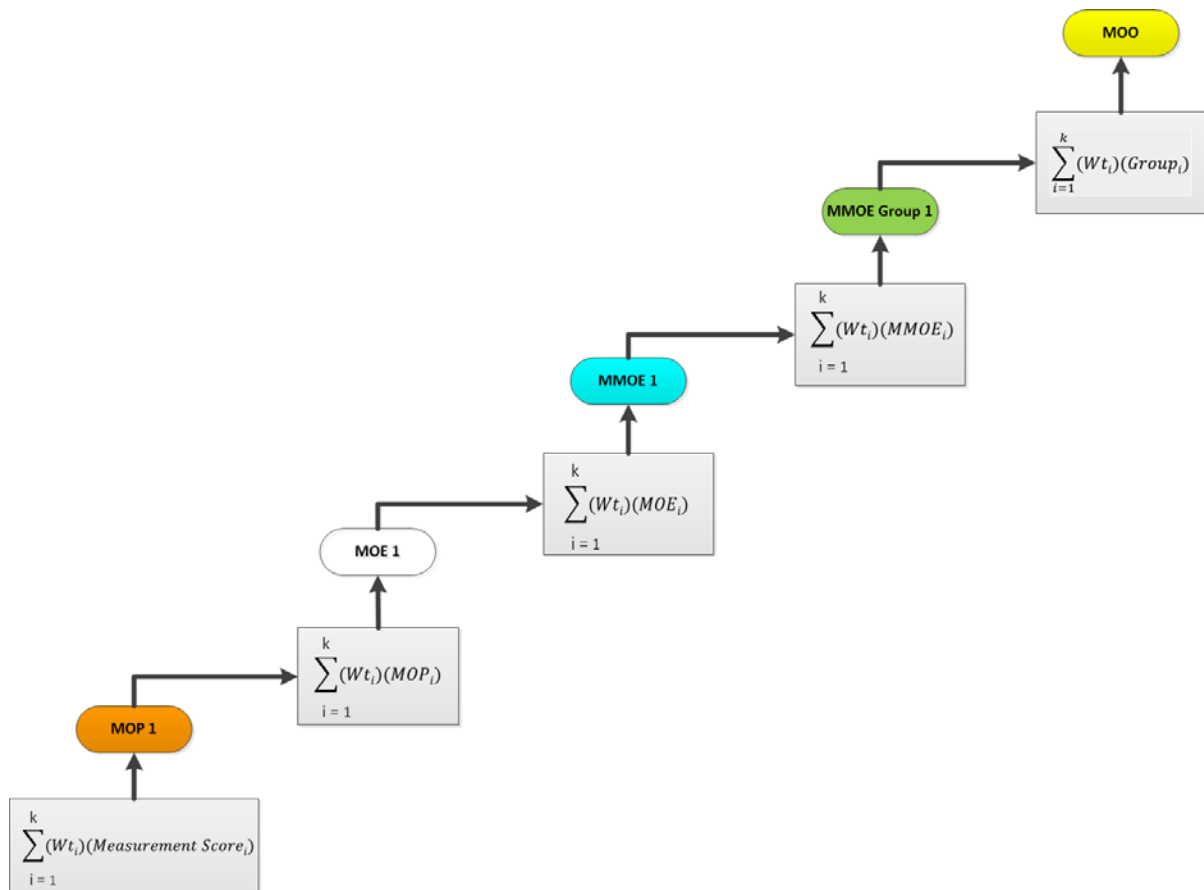 MOO
k
∑(Wtᵢ)(Groupᵢ)
i=1
MMOE Group 1
k
∑(Wtᵢ)(MMOEᵢ)
i = 1
MMOE 1
k
∑(Wtᵢ)(MOEᵢ)
i = 1
MOE 1
k
∑(Wtᵢ)(MOPᵢ)
i = 1
MOP 1
k
∑(Wtᵢ)(Measurement Scoreᵢ)
i = 1